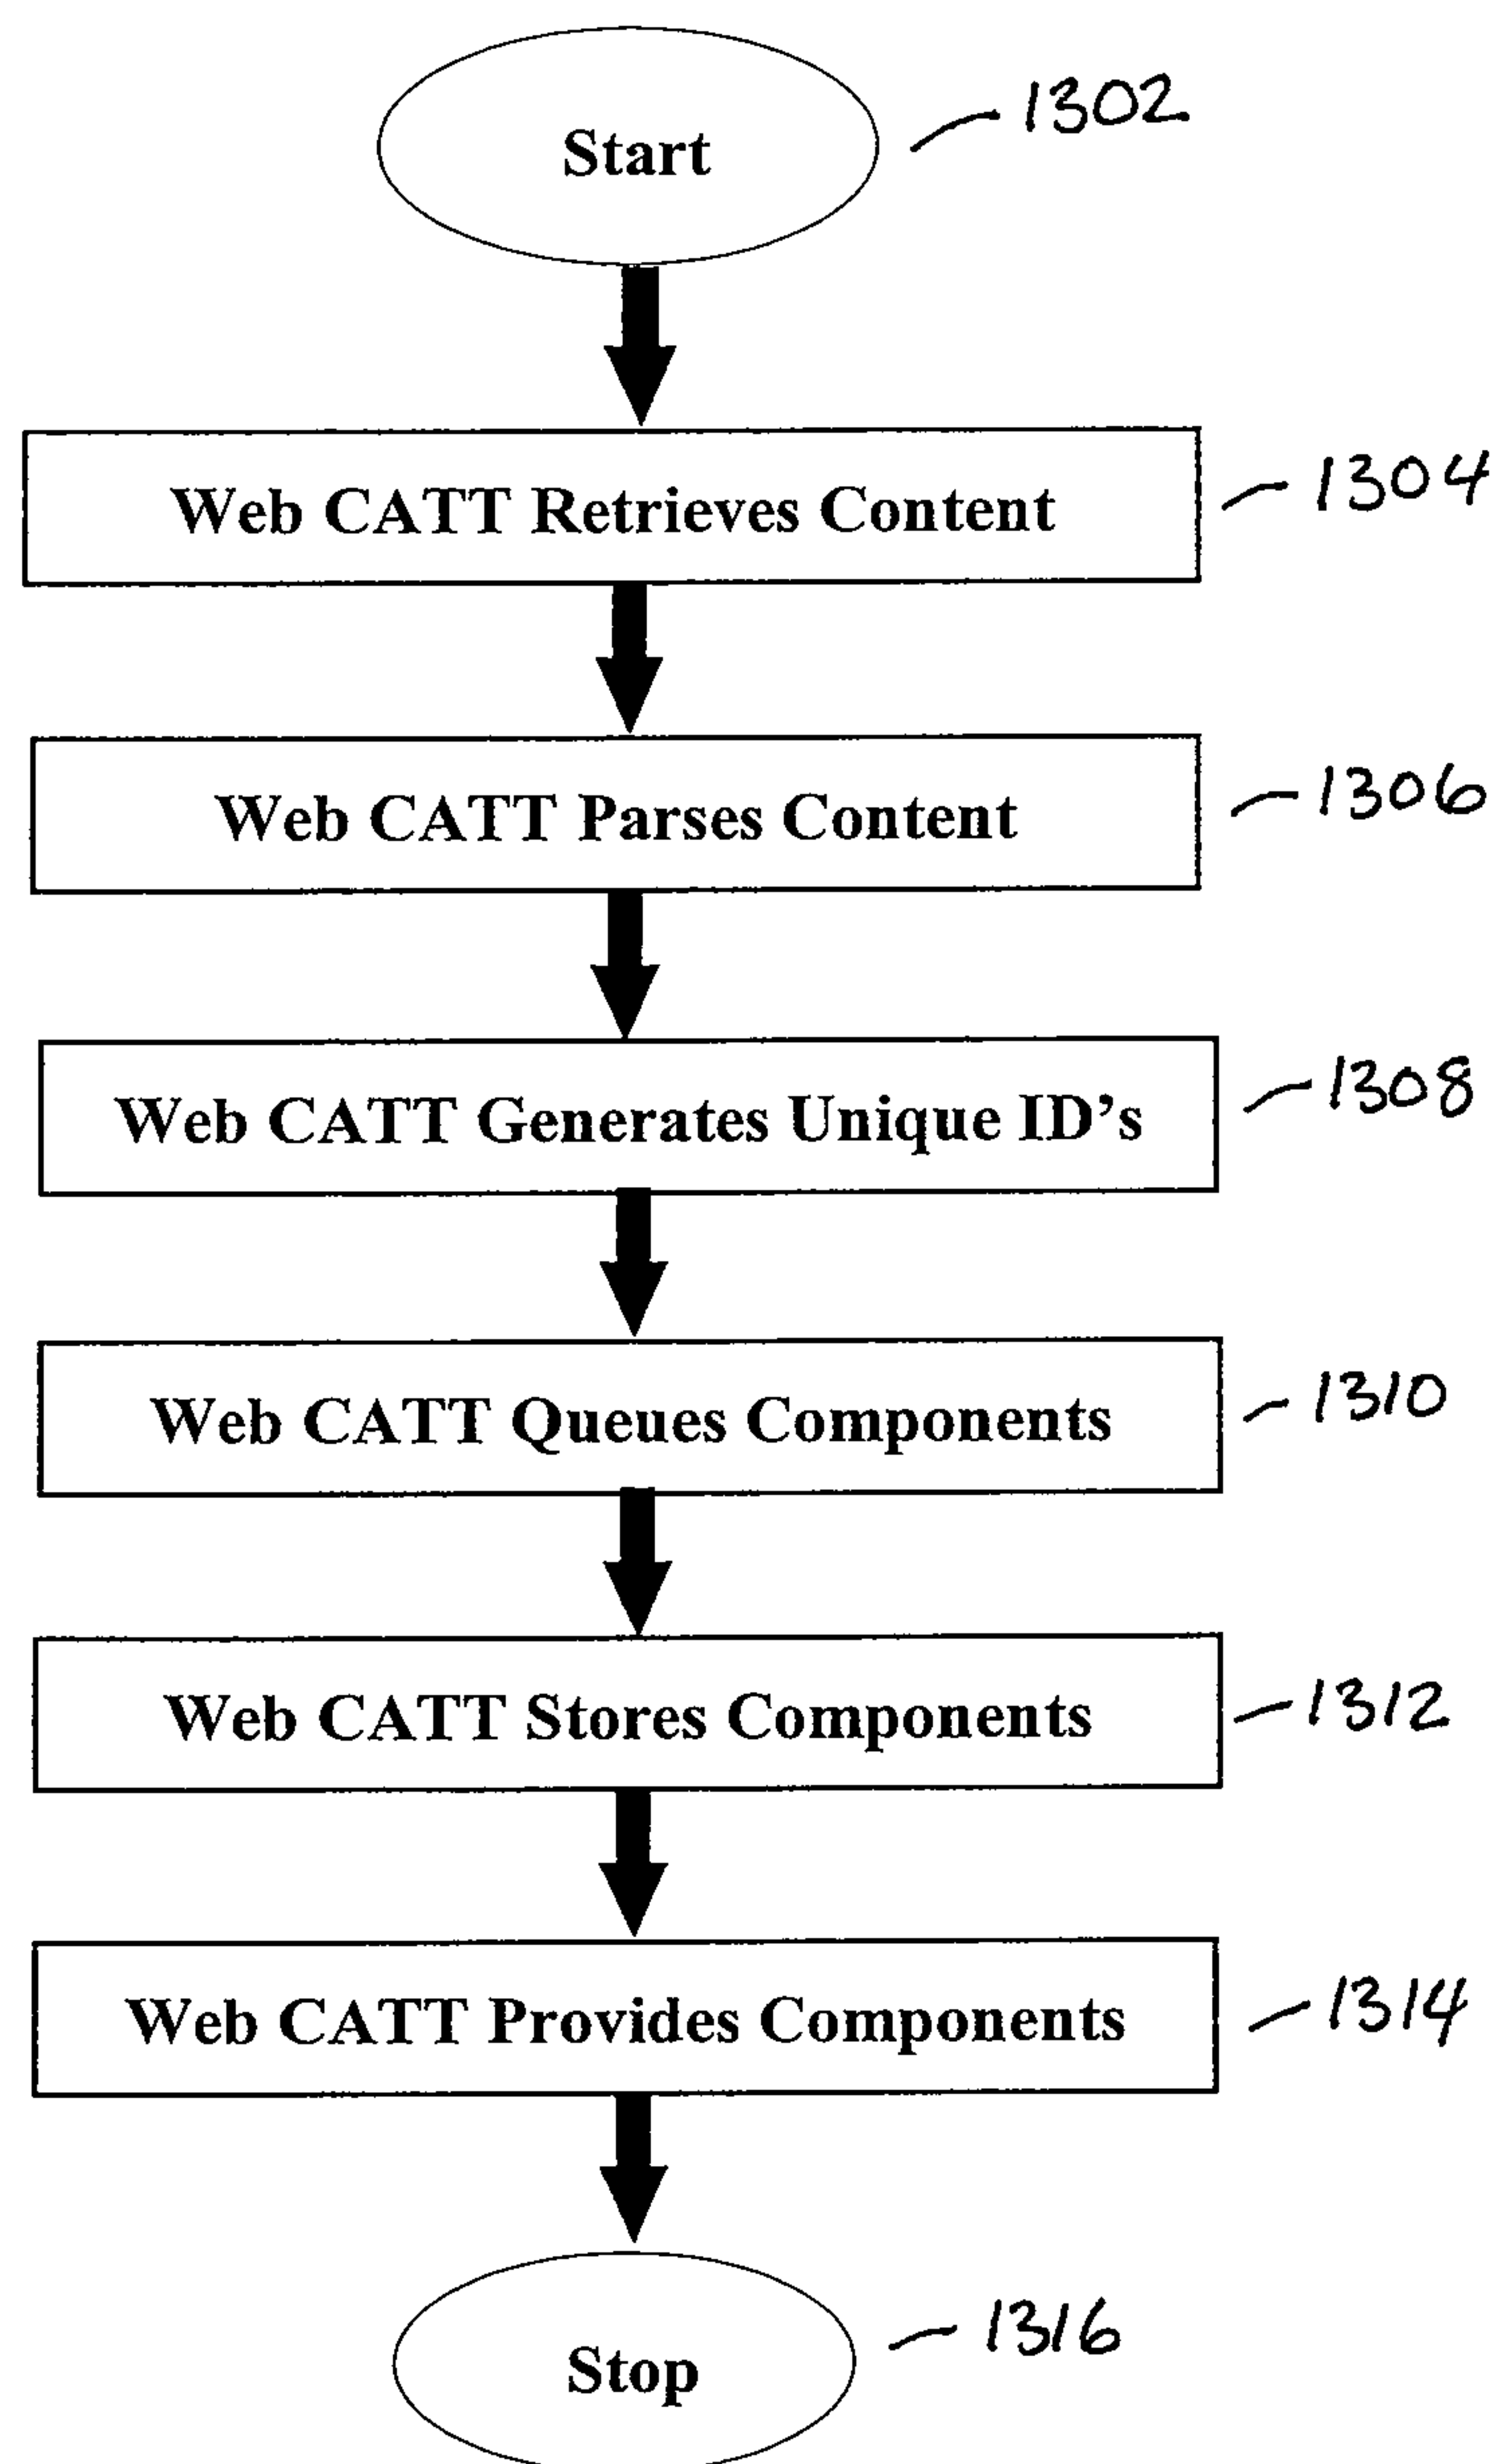 Start
1302
Web CATT Retrieves Content
1304
Web CATT Parses Content
1306
Web CATT Generates Unique ID’s
1308
Web CATT Queues Components
1310
Web CATT Stores Components
1312
Web CATT Provides Components
1314
Stop
1316